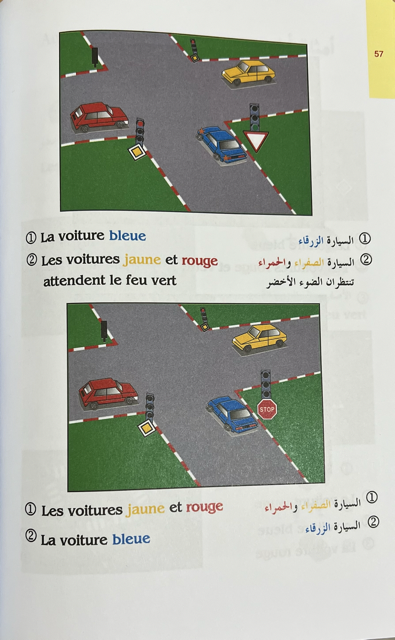 57
① La voiture bleue
① السيارة الزرقاء
② Les voitures jaune et rouge
attendent le feu vert
② السيارة الصفراء والحمراء
تنتظران الضوء الأخضر
STOP
① Les voitures jaune et rouge
① السيارة الصفراء والحمراء
② La voiture bleue
② السيارة الزرقاء